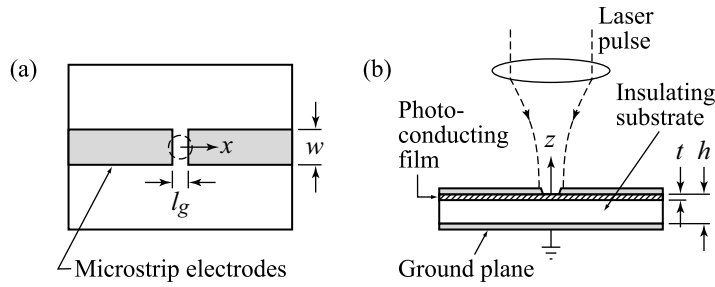 (a)
x
w
l_g
Microstrip electrodes
(b)
Laser
pulse
Photo-
conducting
film
z
Insulating
substrate
t
h
Ground plane